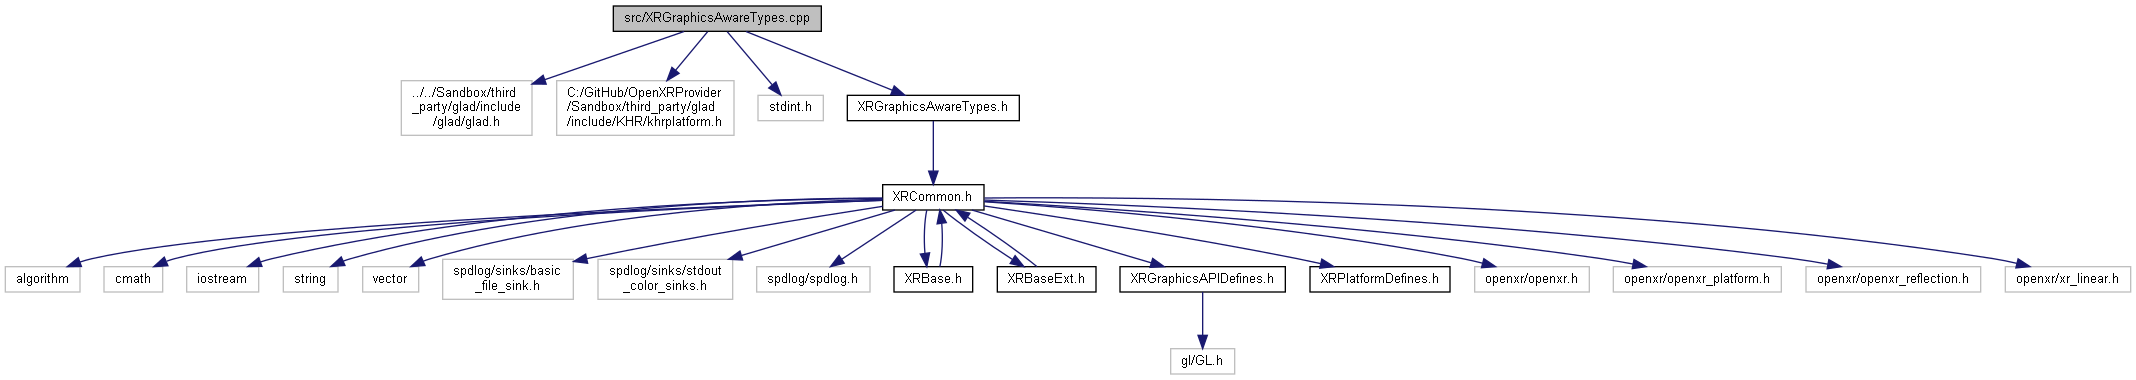 src/XRGraphicsAwareTypes.cpp
../../Sandbox/third
_party/glad/include
/glad/glad.h
C:/GitHub/OpenXRProvider
/Sandbox/third_party/glad
/include/KHR/khrplatform.h
stdint.h
XRGraphicsAwareTypes.h
XRCommon.h
algorithm
cmath
iostream
string
vector
spdlog/sinks/basic
_file_sink.h
spdlog/sinks/stdout
_color_sinks.h
spdlog/spdlog.h
XRBase.h
XRBaseExt.h
XRGraphicsAPIDefines.h
XRPlatformDefines.h
openxr/openxr.h
openxr/openxr_platform.h
openxr/openxr_reflection.h
openxr/xr_linear.h
gl/GL.h